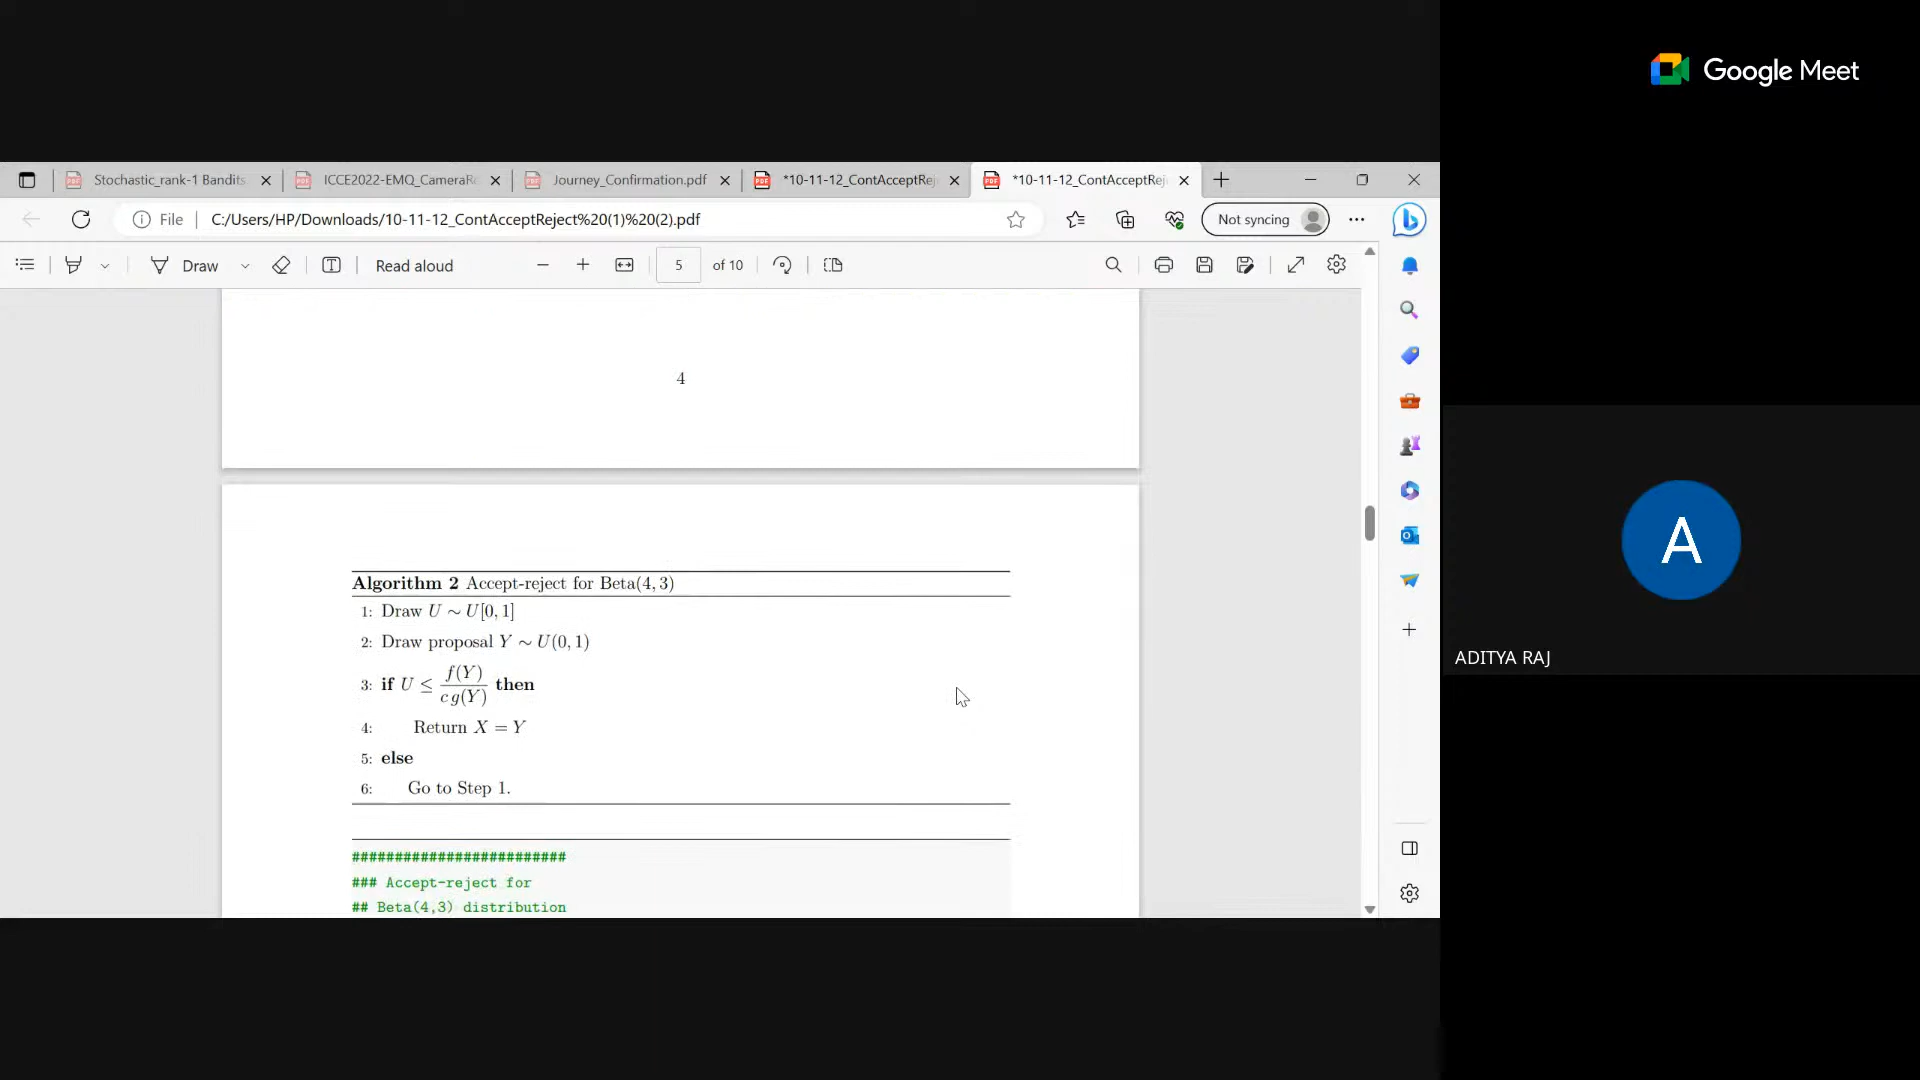 Google Meet
Stochastic_rank-1 Bandits
ICCE2022-EMQ_CameraRe
Journey_Confirmation.pdf
*10-11-12_ContAcceptRej
*10-11-12_ContAcceptRej
File
C:/Users/HP/Downloads/10-11-12_ContAcceptReject%20(1)%20(2).pdf
Not syncing
Draw
Read aloud
5
of 10
4
Algorithm 2 Accept-reject for Beta(4, 3)
1: Draw U ∼ U[0, 1]
2: Draw proposal Y ∼ U(0, 1)
3: if U ≤ f(Y) / c g(Y) then
4: Return X = Y
5: else
6: Go to Step 1.
#########################
### Accept-reject for
## Beta(4,3) distribution
A
ADITYA RAJ